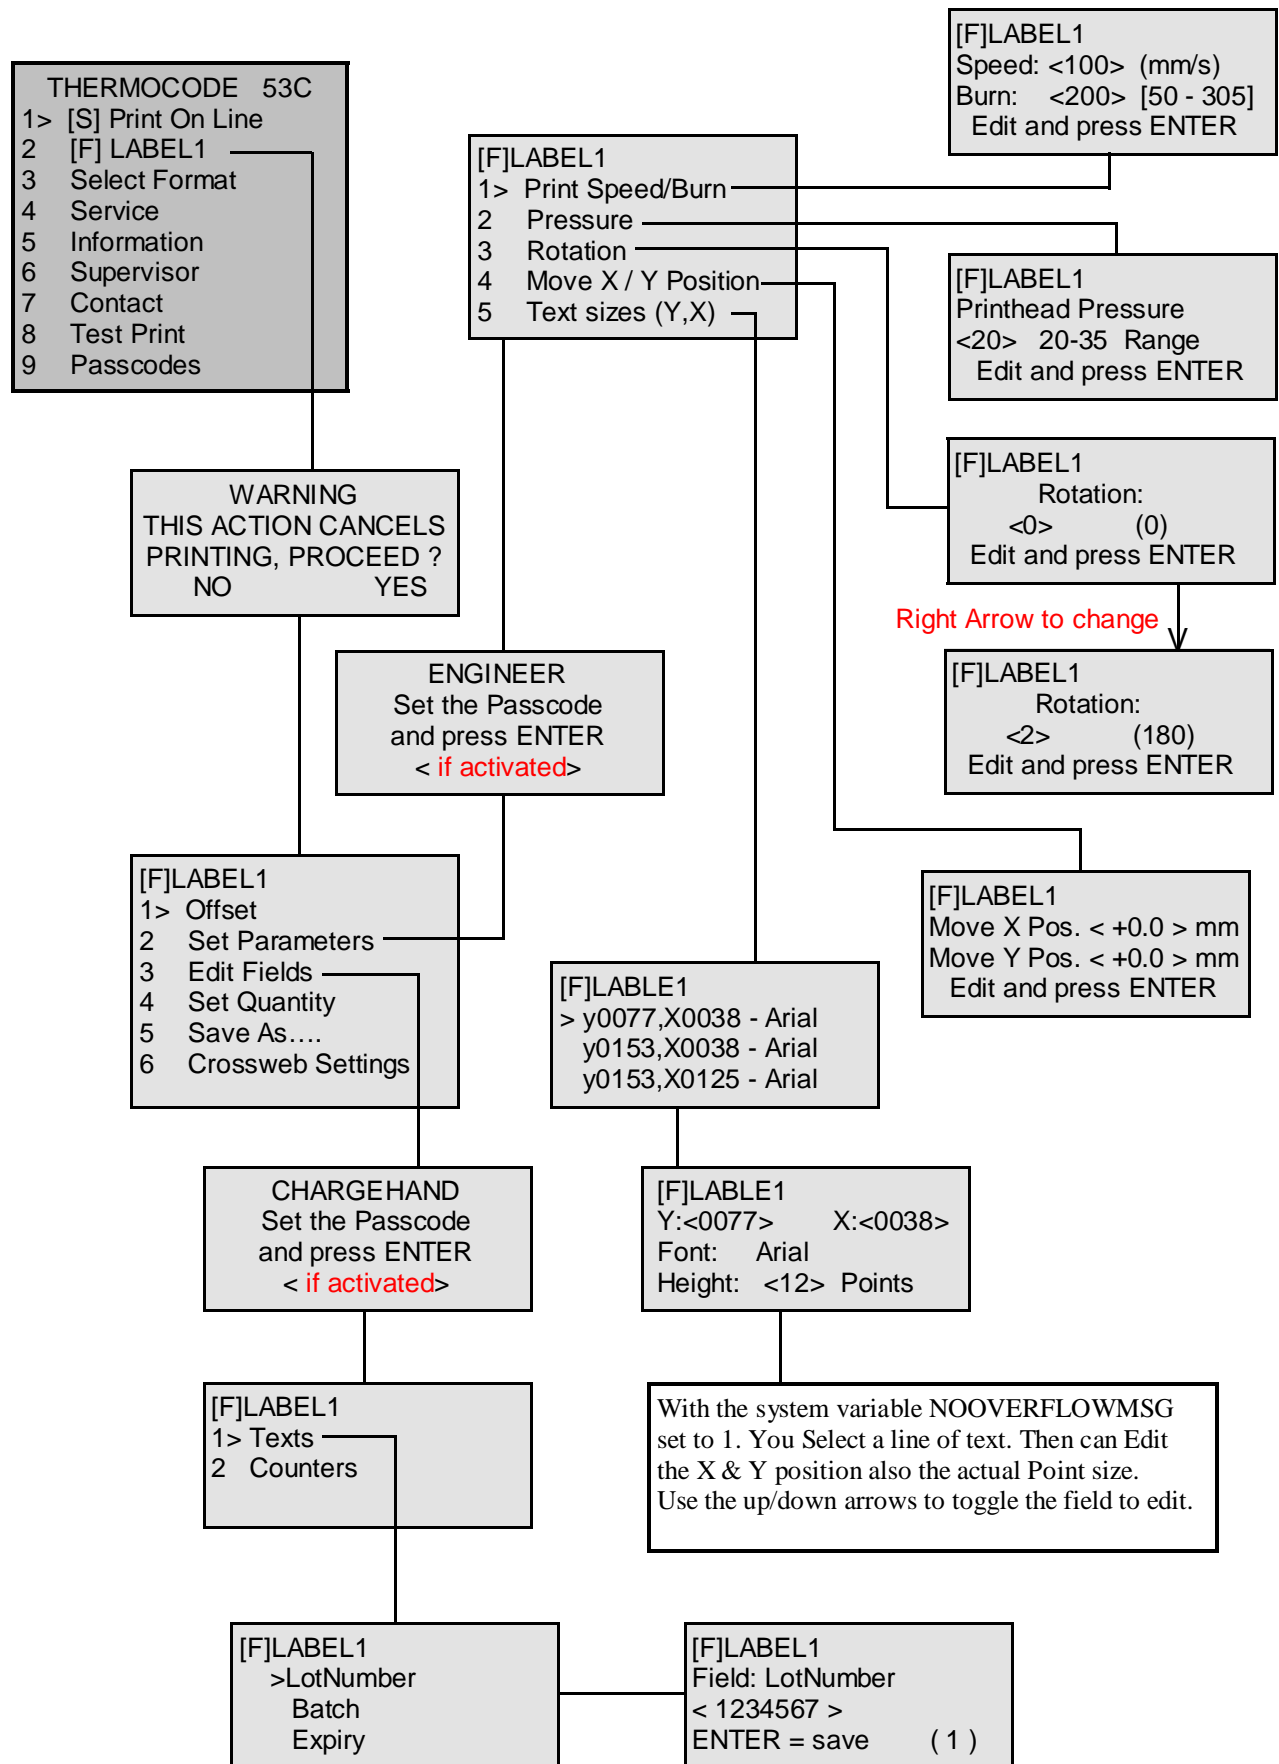 THERMOCODE 53C
1> [S] Print On Line
2 [F] LABEL1
3 Select Format
4 Service
5 Information
6 Supervisor
7 Contact
8 Test Print
9 Passcodes
WARNING
THIS ACTION CANCELS
PRINTING, PROCEED ?
NO YES
[F]LABEL1
1> Offset
2 Set Parameters
3 Edit Fields
4 Set Quantity
5 Save As….
6 Crossweb Settings
ENGINEER
Set the Passcode
and press ENTER
< if activated>
[F]LABEL1
1> Print Speed/Burn
2 Pressure
3 Rotation
4 Move X / Y Position
5 Text sizes (Y,X)
[F]LABEL1
Speed: <100> (mm/s)
Burn: <200> [50 - 305]
Edit and press ENTER
[F]LABEL1
Printhead Pressure
<20> 20-35 Range
Edit and press ENTER
[F]LABEL1
Rotation:
<0> (0)
Edit and press ENTER
Right Arrow to change
[F]LABEL1
Rotation:
<2> (180)
Edit and press ENTER
[F]LABEL1
Move X Pos. < +0.0 > mm
Move Y Pos. < +0.0 > mm
Edit and press ENTER
[F]LABLE1
> y0077,X0038 - Arial
y0153,X0038 - Arial
y0153,X0125 - Arial
[F]LABLE1
Y:<0077> X:<0038>
Font: Arial
Height: <12> Points
With the system variable NOOVERFLOWMSG
set to 1. You Select a line of text. Then can Edit
the X & Y position also the actual Point size.
Use the up/down arrows to toggle the field to edit.
CHARGEHAND
Set the Passcode
and press ENTER
< if activated>
[F]LABEL1
1> Texts
2 Counters
[F]LABEL1
>LotNumber
Batch
Expiry
[F]LABEL1
Field: LotNumber
< 1234567 >
ENTER = save ( 1 )